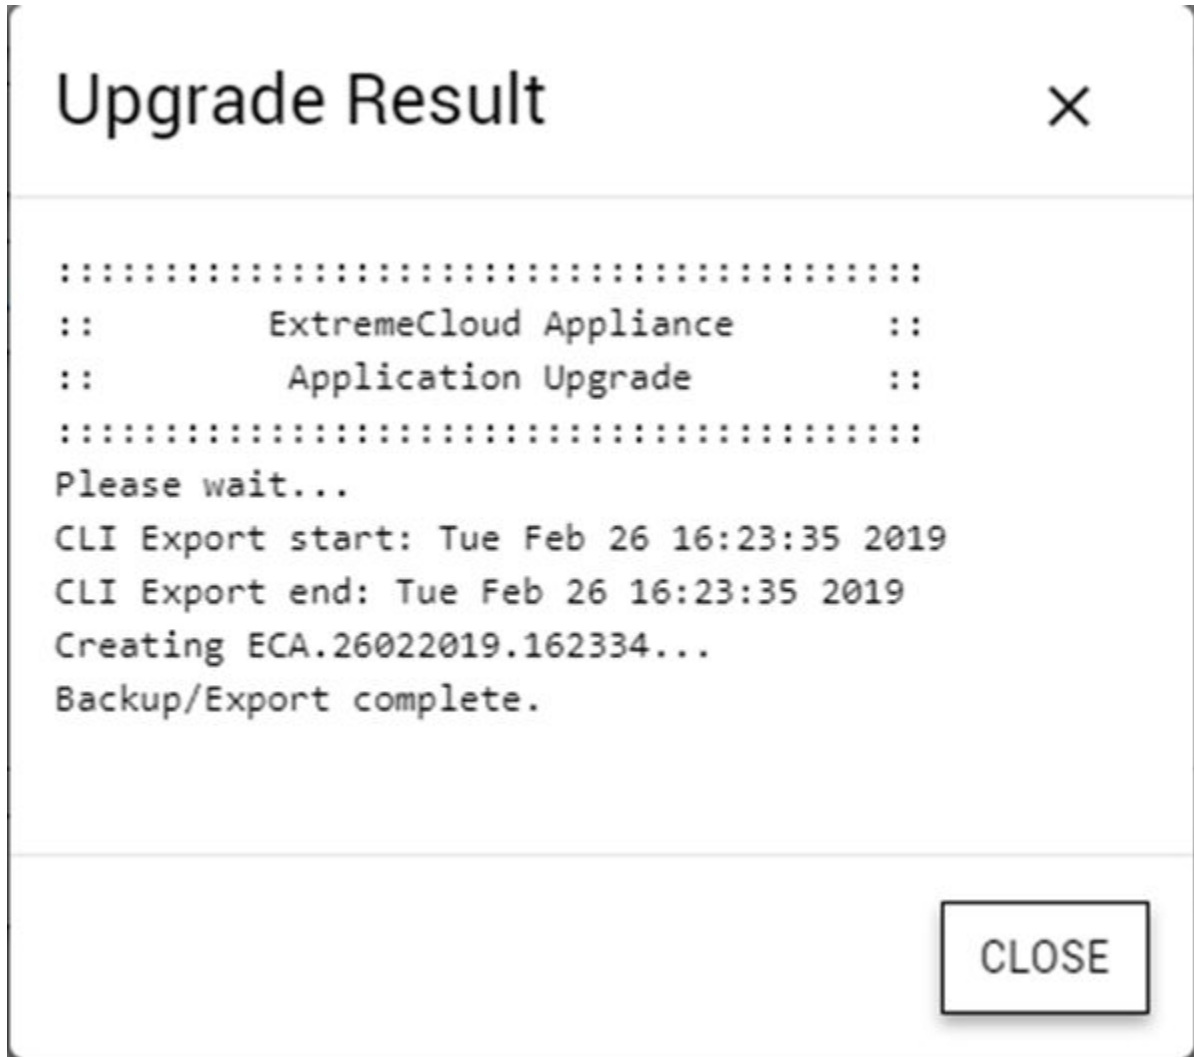 Upgrade Result
:::::::::::::::::::::::::::::::::::::::::
:: ExtremeCloud Appliance ::
:: Application Upgrade ::
:::::::::::::::::::::::::::::::::::::::::
Please wait...
CLI Export start: Tue Feb 26 16:23:35 2019
CLI Export end: Tue Feb 26 16:23:35 2019
Creating ECA.26022019.162334...
Backup/Export complete.
CLOSE